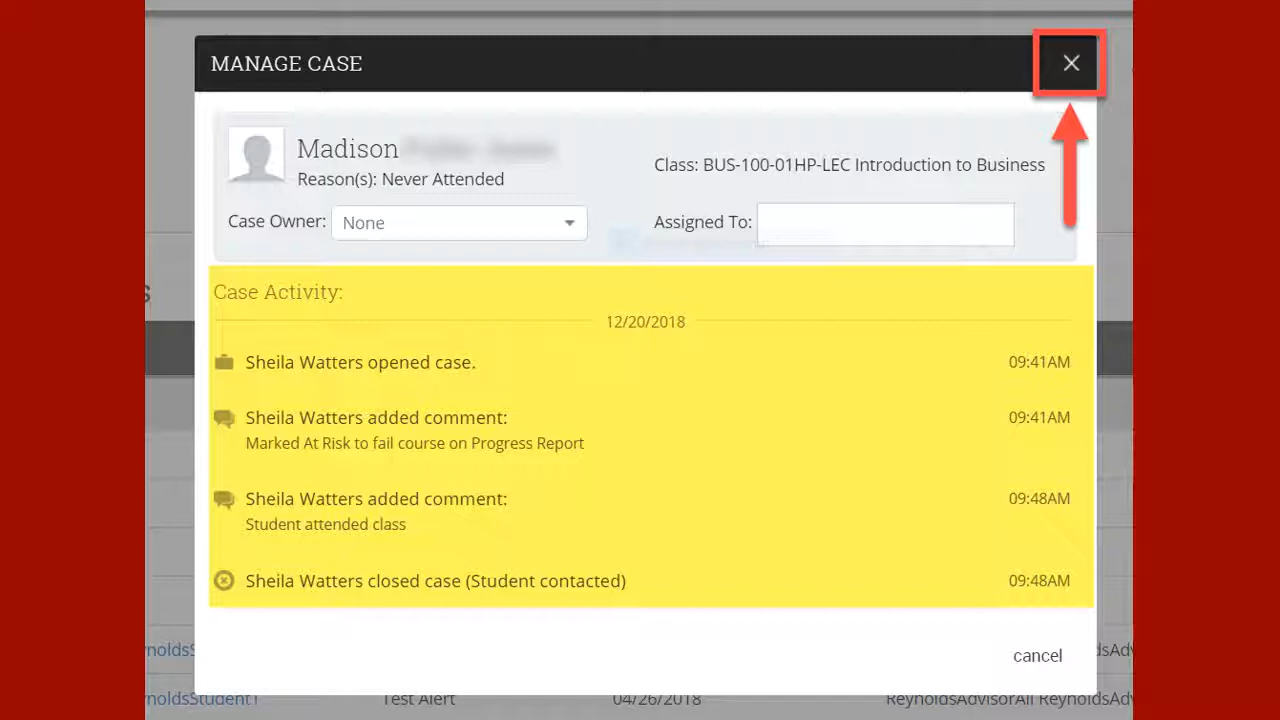 MANAGE CASE
Madison
Reason(s): Never Attended
Class: BUS-100-01HP-LEC Introduction to Business
Case Owner: None
Assigned To:
Case Activity:
12/20/2018
Sheila Watters opened case. 09:41AM
Sheila Watters added comment: 09:41AM
Marked At Risk to fail course on Progress Report
Sheila Watters added comment: 09:48AM
Student attended class
Sheila Watters closed case (Student contacted) 09:48AM
cancel
Test Alert 04/26/2018 ReynoldsAdvisorAll